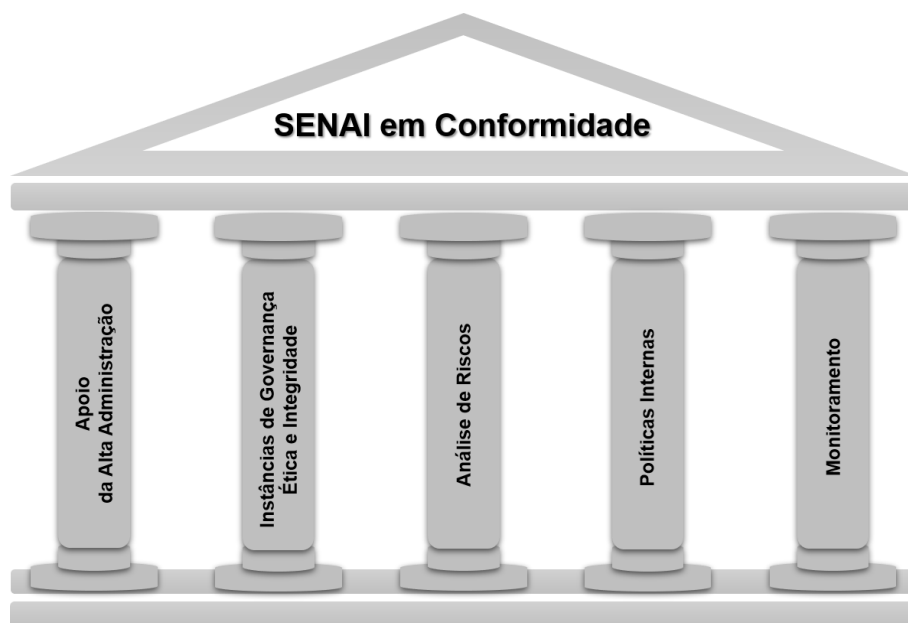 SENAI em Conformidade
Apoio
da Alta Administração
Instâncias de Governança
Ética e Integridade
Análise de Riscos
Políticas Internas
Monitoramento